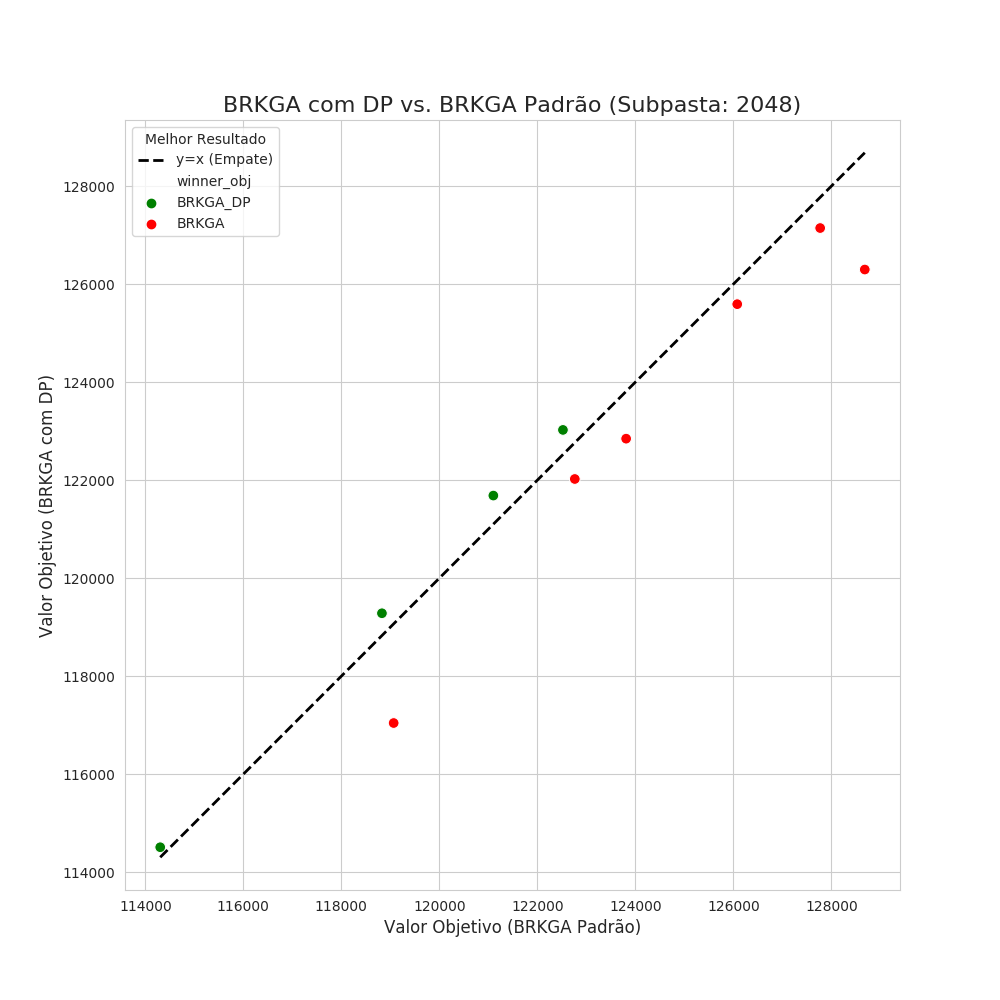 BRKGA com DP vs. BRKGA Padrão (Subpasta: 2048)
Melhor Resultado
y=x (Empate)
winner_obj
BRKGA_DP
BRKGA
128000
126000
124000
122000
120000
118000
116000
114000
Valor Objetivo (BRKGA com DP)
114000 116000 118000 120000 122000 124000 126000 128000
Valor Objetivo (BRKGA Padrão)